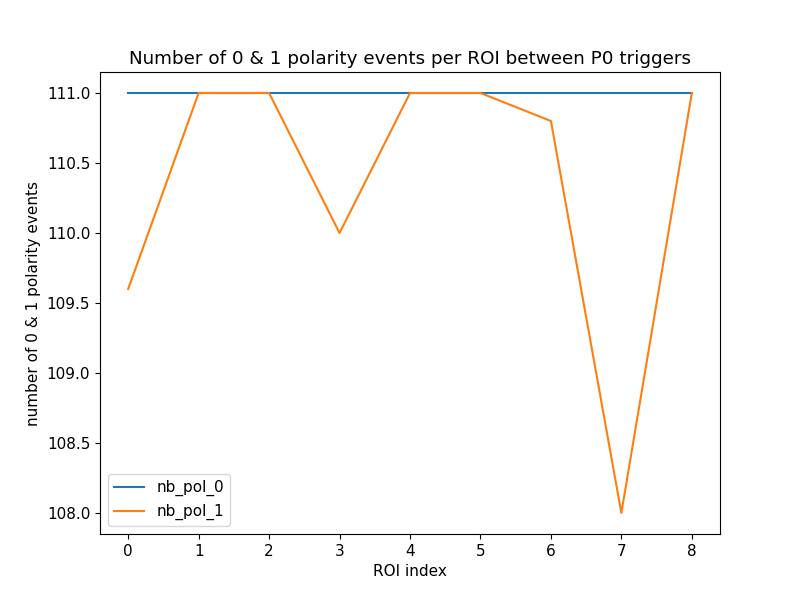 Number of 0 & 1 polarity events per ROI between P0 triggers
number of 0 & 1 polarity events
111.0
110.5
110.0
109.5
109.0
108.5
108.0
nb_pol_0
nb_pol_1
0 1 2 3 4 5 6 7 8
ROI index